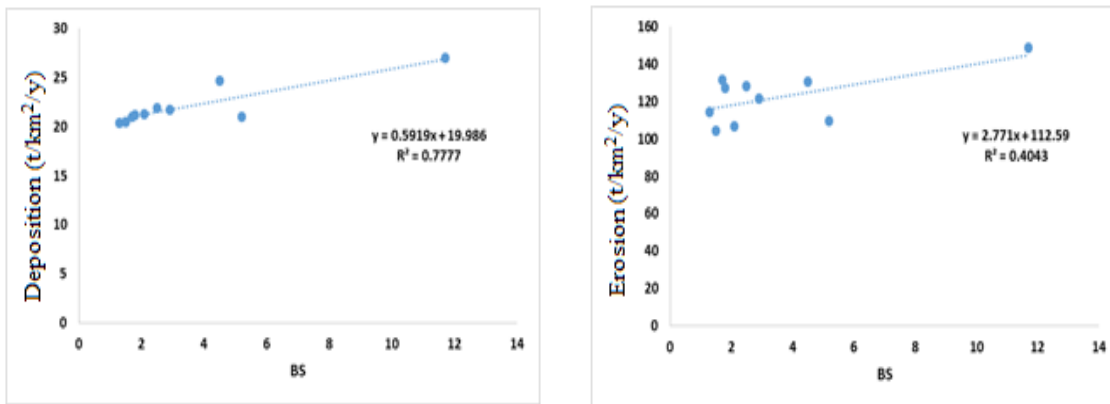 Deposition (t/km²/y)
30
25
20
15
10
5
0
0 2 4 6 8 10 12 14
BS
y = 0.5919x + 19.986
R² = 0.7777
Erosion (t/km²/y)
160
140
120
100
80
60
40
20
0
0 2 4 6 8 10 12 14
BS
y = 2.771x + 112.59
R² = 0.4043